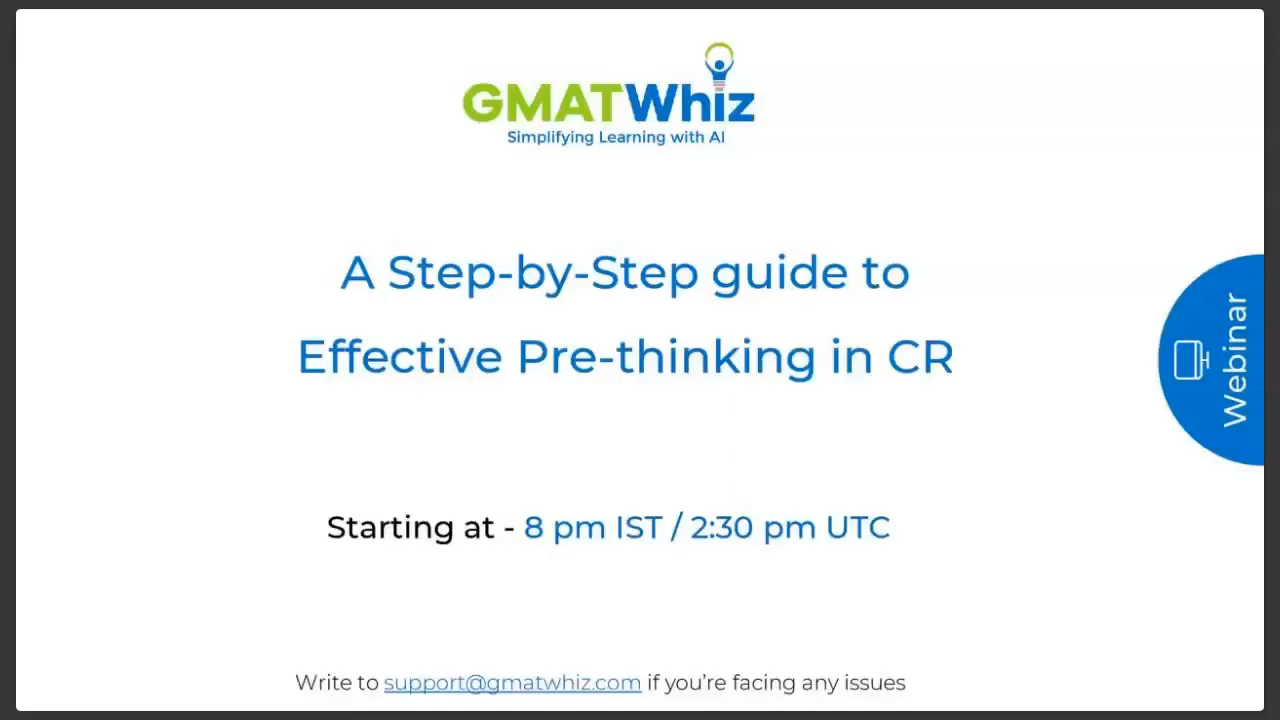 GMATWhiz
Simplifying Learning with AI
A Step-by-Step guide to
Effective Pre-thinking in CR
Webinar
Starting at - 8 pm IST / 2:30 pm UTC
Write to support@gmatwhiz.com if you’re facing any issues